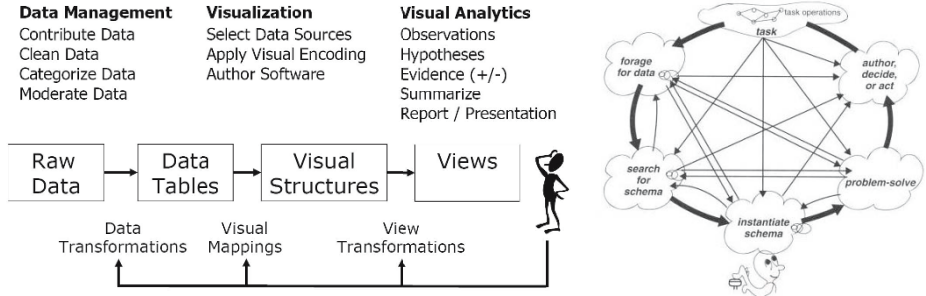 Data Management
Contribute Data
Clean Data
Categorize Data
Moderate Data
Visualization
Select Data Sources
Apply Visual Encoding
Author Software
Visual Analytics
Observations
Hypotheses
Evidence (+/-)
Summarize
Report / Presentation
Raw
Data
Data
Tables
Visual
Structures
Views
Data
Transformations
Visual
Mappings
View
Transformations
task operations
task
forage
for data
author,
decide,
or act
search
for
schema
problem-solve
instantiate
schema